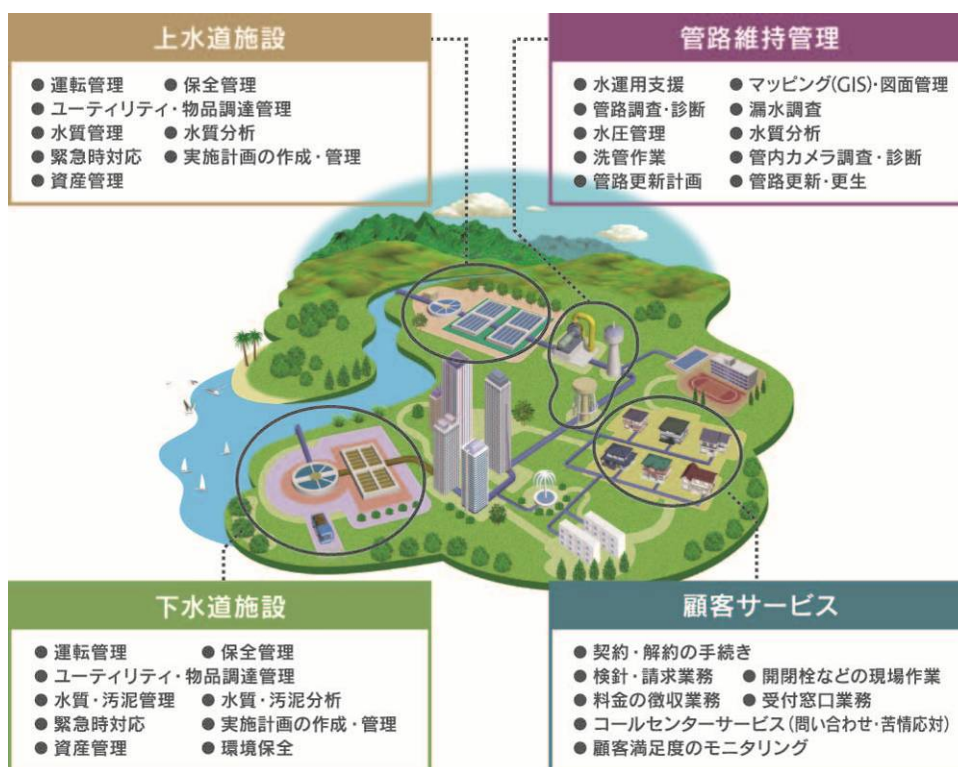 上水道施設
● 運転管理 ● 保全管理
● ユーティリティ・物品調達管理
● 水質管理 ● 水質分析
● 緊急時対応 ● 実施計画の作成・管理
● 資産管理
管路維持管理
● 水運用支援 ● マッピング(GIS)・図面管理
● 管路調査・診断 ● 漏水調査
● 水圧管理 ● 水質分析
● 洗管作業 ● 管内カメラ調査・診断
● 管路更新計画 ● 管路更新・更生
下水道施設
● 運転管理 ● 保全管理
● ユーティリティ・物品調達管理
● 水質・汚泥管理 ● 水質・汚泥分析
● 緊急時対応 ● 実施計画の作成・管理
● 資産管理 ● 環境保全
顧客サービス
● 契約・解約の手続き
● 検針・請求業務 ● 開閉栓などの現場作業
● 料金の徴収業務 ● 受付窓口業務
● コールセンターサービス(問い合わせ・苦情応対)
● 顧客満足度のモニタリング